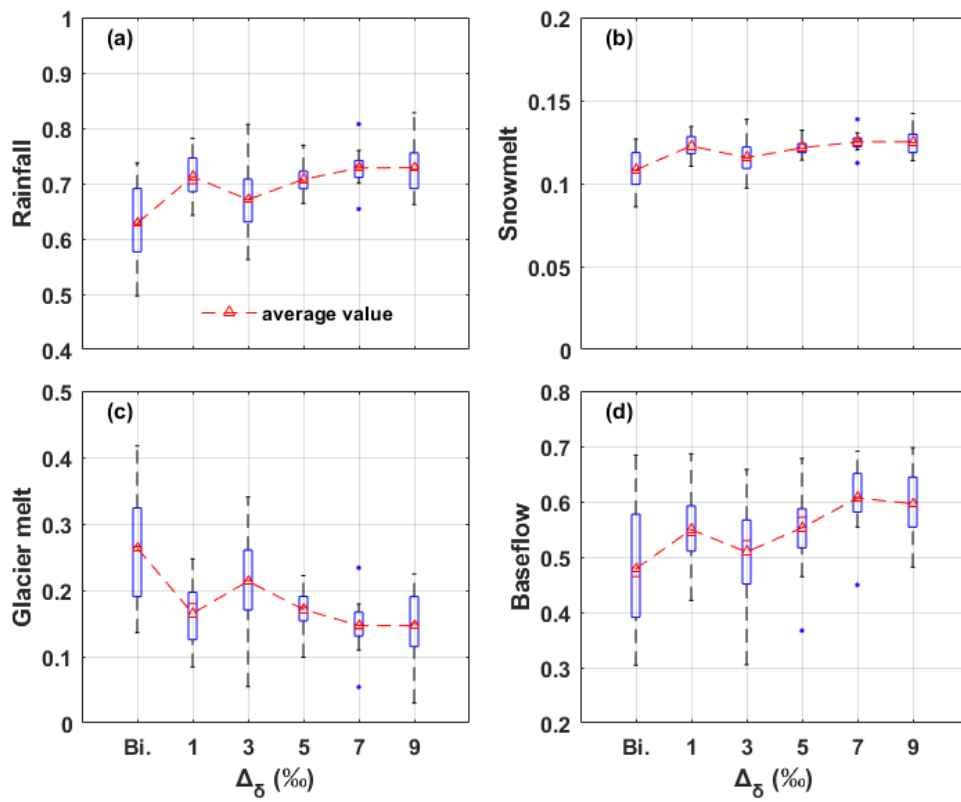 (a)
1
0.9
0.8
0.7
0.6
0.5
0.4
Rainfall
average value
(b)
0.2
0.15
0.1
0.05
0
Snowmelt
(c)
0.5
0.4
0.3
0.2
0.1
0
Glacier melt
Bi. 1 3 5 7 9
Δδ (‰)
(d)
0.8
0.7
0.6
0.5
0.4
0.3
0.2
Baseflow
Bi. 1 3 5 7 9
Δδ (‰)